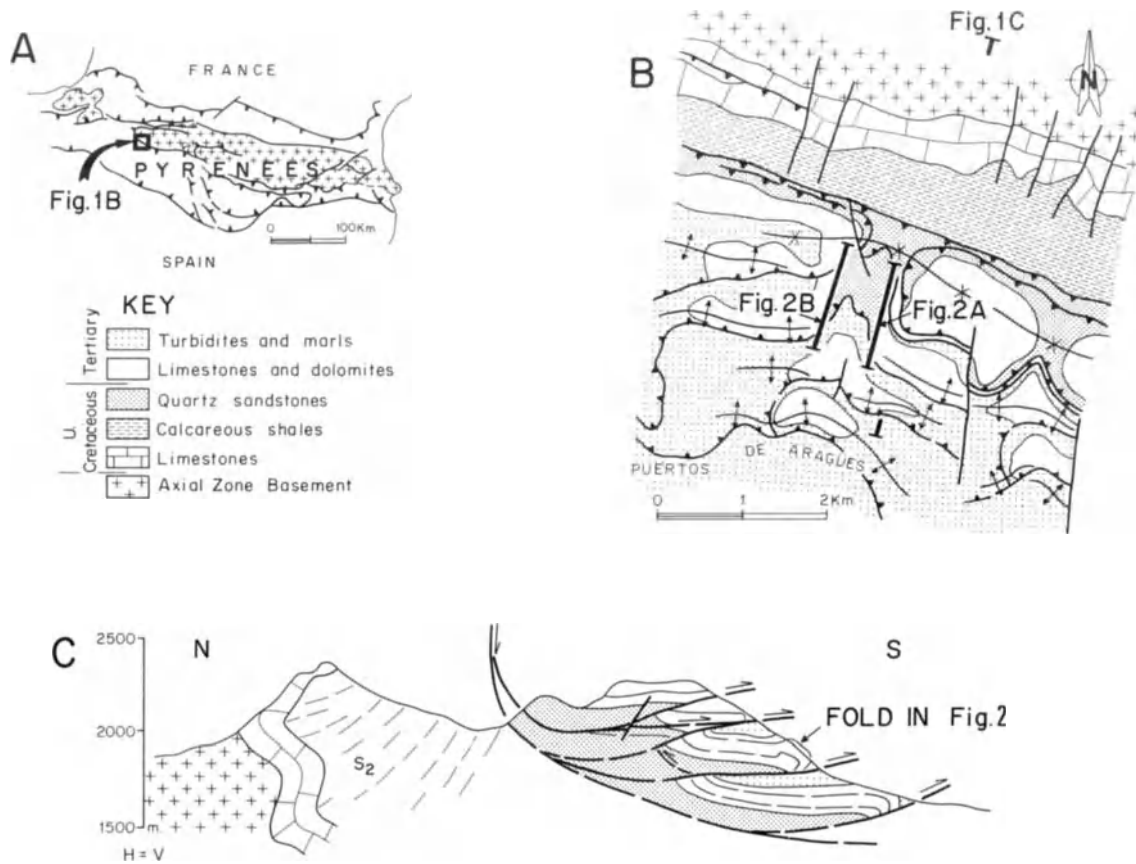 A
FRANCE
PYRENEES
Fig.1B
0 100Km
SPAIN
KEY
Tertiary
Turbidites and marls
Limestones and dolomites
U. Cretaceous
Quartz sandstones
Calcareous shales
Limestones
Axial Zone Basement
B
Fig.1C
N
Fig.2B
Fig.2A
PUERTOS DE ARAGUES
0 1 2Km
C
2500
N
S
2000
FOLD IN Fig.2
S2
1500 m.
H = V